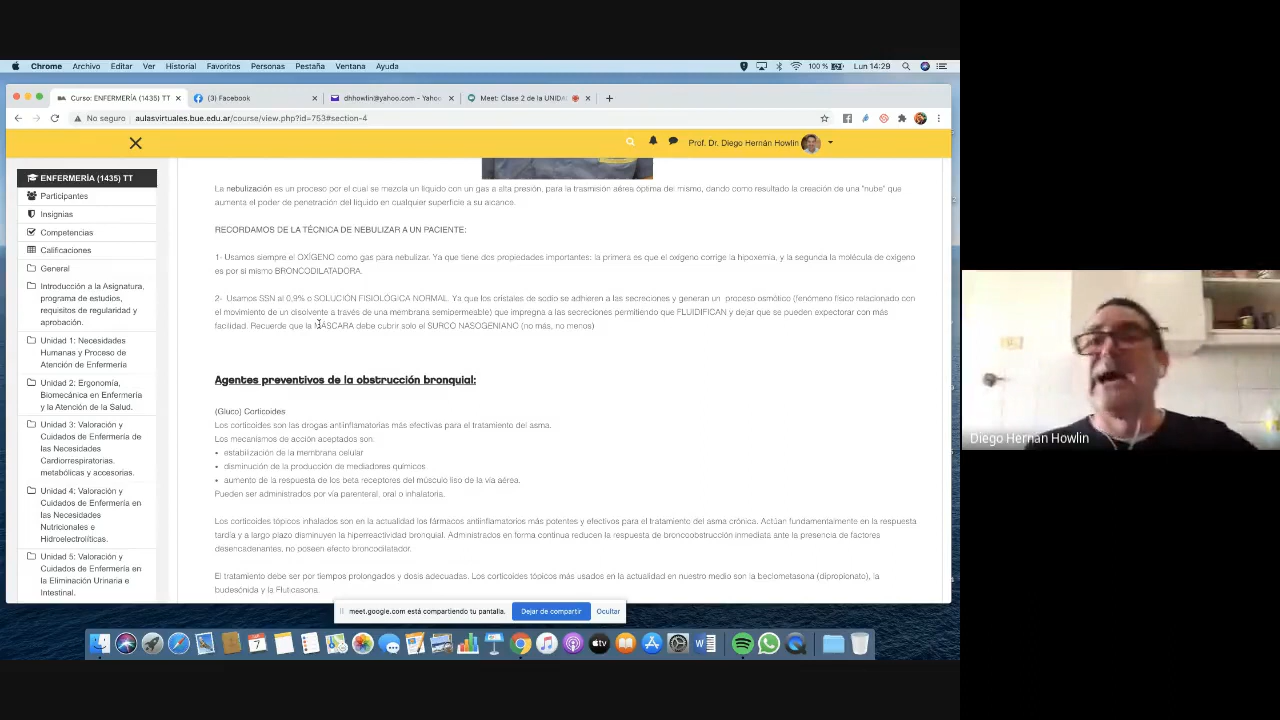 Chrome Archivo Editar Ver Historial Favoritos Personas Pestaña Ventana Ayuda 100 % Lun 14:29
Curso: ENFERMERÍA (1435) TT (3) Facebook dhhowlin@yahoo.com - Yaho Meet: Clase 2 de la UNIDA
No seguro aulasvirtuales.bue.edu.ar/course/view.php?id=753#section-4
Prof. Dr. Diego Hernán Howlin
ENFERMERÍA (1435) TT
Participantes
Insignias
Competencias
Calificaciones
General
Introducción a la Asignatura,
programa de estudios,
requisitos de regularidad y
aprobación.
Unidad 1: Necesidades
Humanas y Proceso de
Atención de Enfermería
Unidad 2: Ergonomía,
Biomecánica en Enfermería
y la Atención de la Salud.
Unidad 3: Valoración y
Cuidados de Enfermería de
las Necesidades
Cardiorrespiratorias.
metabólicas y accesorias.
Unidad 4: Valoración y
Cuidados de Enfermería en
las Necesidades
Nutricionales e
Hidroelectrolíticas.
Unidad 5: Valoración y
Cuidados de Enfermería en
la Eliminación Urinaria e
Intestinal.
La nebulización es un proceso por el cual se mezcla un líquido con un gas a alta presión, para la trasmisión aérea óptima del mismo, dando como resultado la creación de una "nube" que
aumenta el poder de penetración del líquido en cualquier superficie a su alcance.
RECORDAMOS DE LA TÉCNICA DE NEBULIZAR A UN PACIENTE:
1- Usamos siempre el OXÍGENO como gas para nebulizar. Ya que tiene dos propiedades importantes: la primera es que el oxígeno corrige la hipoxemia, y la segunda la molécula de oxígeno
es por si mismo BRONCODILATADORA.
2- Usamos SSN al 0,9% o SOLUCIÓN FISIOLÓGICA NORMAL. Ya que los cristales de sodio se adhieren a las secreciones y generan un proceso osmótico (fenómeno físico relacionado con
el movimiento de un disolvente a través de una membrana semipermeable) que impregna a las secreciones permitiendo que FLUIDIFICAN y dejar que se pueden expectorar con más
facilidad. Recuerde que la MÁSCARA debe cubrir solo el SURCO NASOGENIANO (no más, no menos)
Agentes preventivos de la obstrucción bronquial:
(Gluco) Corticoides
Los corticoides son las drogas antiinflamatorias más efectivas para el tratamiento del asma.
Los mecanismos de acción aceptados son:
• estabilización de la membrana celular
• disminución de la producción de mediadores químicos
• aumento de la respuesta de los beta receptores del músculo liso de la vía aérea.
Pueden ser administrados por vía parenteral, oral o inhalatoria.
Los corticoides tópicos inhalados son en la actualidad los fármacos antiinflamatorios más potentes y efectivos para el tratamiento del asma crónica. Actúan fundamentalmente en la respuesta
tardía y a largo plazo disminuyen la hiperreactividad bronquial. Administrados en forma continua reducen la respuesta de broncoobstrucción inmediata ante la presencia de factores
desencadenantes, no poseen efecto broncodilatador.
El tratamiento debe ser por tiempos prolongados y dosis adecuadas. Los corticoides tópicos más usados en la actualidad en nuestro medio son la beclometasona (dipropionato), la
budesónida y la Fluticasona.
meet.google.com está compartiendo tu pantalla. Dejar de compartir Ocultar
Diego Hernán Howlin